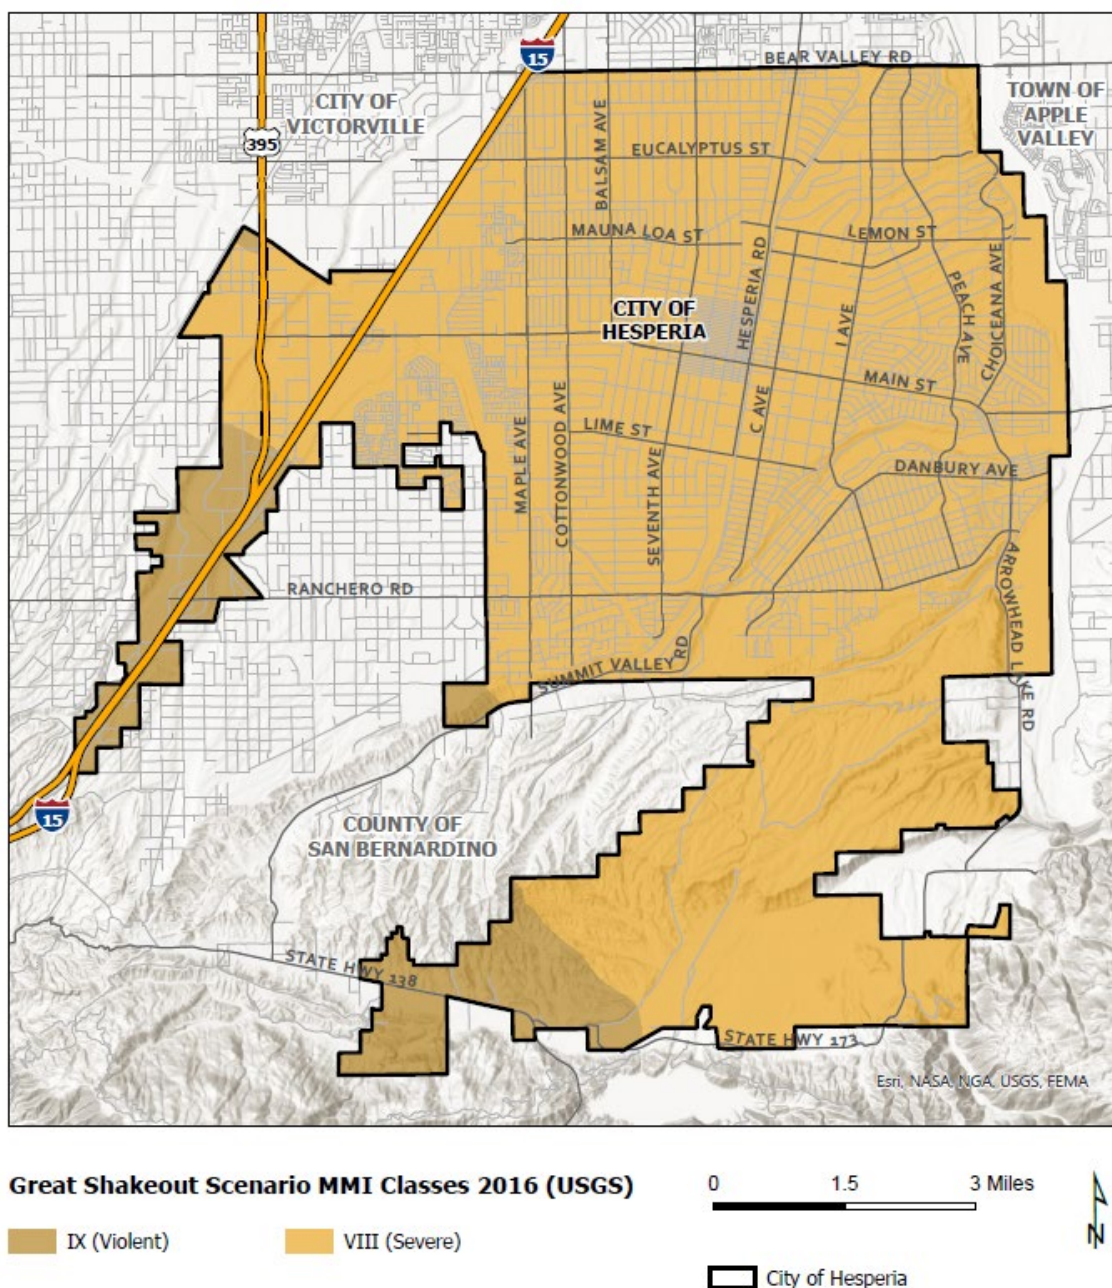 BEAR VALLEY RD
15
CITY OF
VICTORVILLE
TOWN OF
APPLE
VALLEY
395
BALSAM AVE
EUCALYPTUS ST
MAUNA LOA ST
LEMON ST
HESPERIA RD
PEACH AVE
CHOICEANA AVE
CITY OF
HESPERIA
I AVE
MAIN ST
C AVE
LIME ST
MAPLE AVE
COTTONWOOD AVE
SEVENTH AVE
DANBURY AVE
RANCHERO RD
ARROWHEAD LAKE RD
SUMMIT VALLEY RD
15
COUNTY OF
SAN BERNARDINO
STATE HWY 138
STATE HWY 173
Esri, NASA, NGA, USGS, FEMA
Great Shakeout Scenario MMI Classes 2016 (USGS)
0 1.5 3 Miles
IX (Violent) VIII (Severe)
N
City of Hesperia